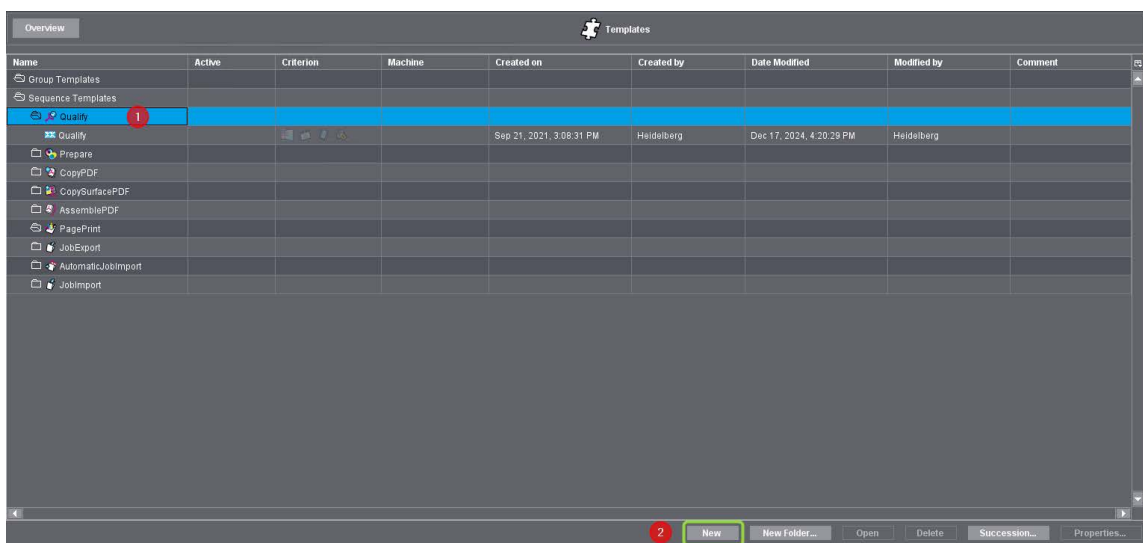 Overview
Templates
Name Active Criterion Machine Created on Created by Date Modified Modified by Comment
Group Templates
Sequence Templates
Qualify 1
Qualify Sep 21, 2021, 3:08:31 PM Heidelberg Dec 17, 2024, 4:20:29 PM Heidelberg
Prepare
CopyPDF
CopySurfacePDF
AssemblePDF
PagePrint
JobExport
AutomaticJobImport
JobImport
2 New New Folder... Open Delete Succession... Properties...